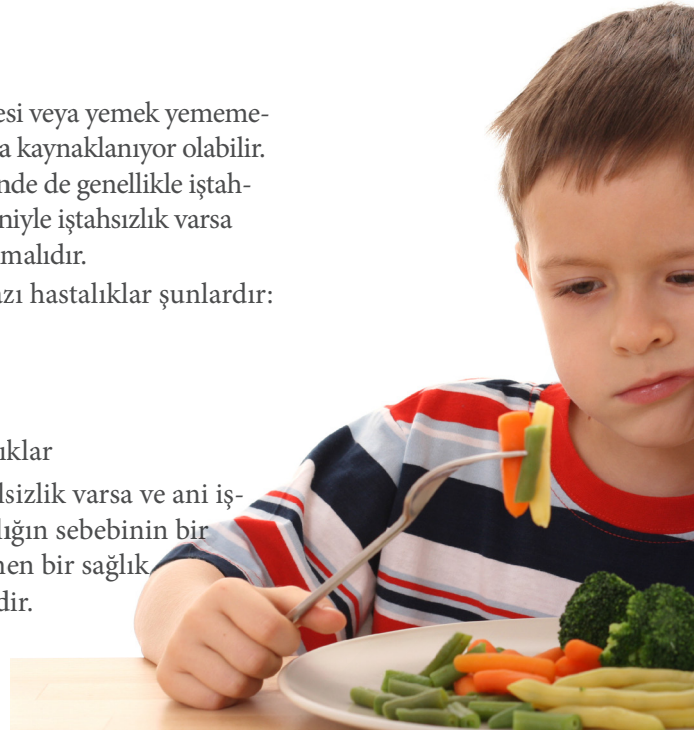 esi veya yemek yememe-
a kaynaklanıyor olabilir.
nde de genellikle iştah-
niyle iştahsızlık varsa
malıdır.
azı hastalıklar şunlardır:
ıklar
lsizlik varsa ve ani iş-
lığın sebebinin bir
nen bir sağlık
dir.